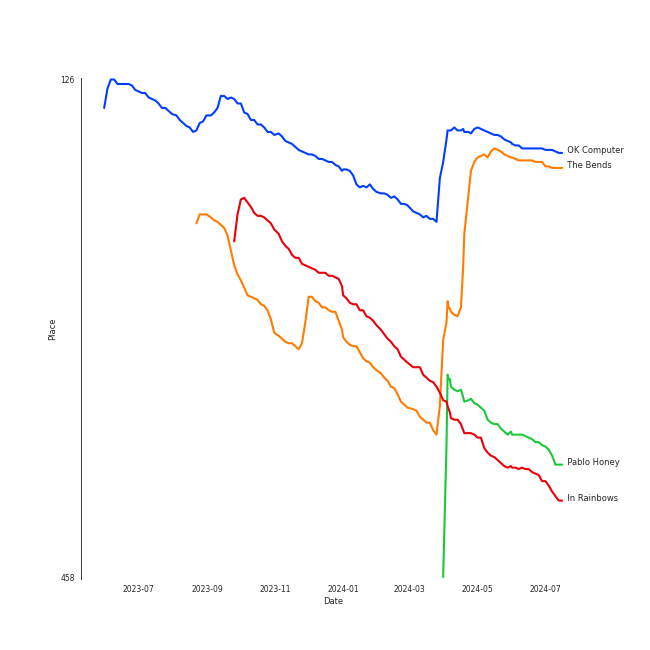 126
OK Computer
The Bends
Place
Pablo Honey
In Rainbows
458
2023-07 2023-09 2023-11 2024-01 2024-03 2024-05 2024-07
Date